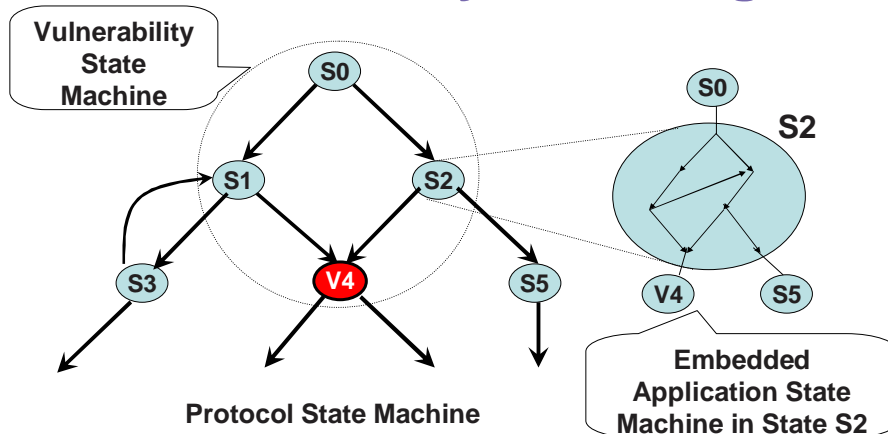 Vulnerability
State
Machine
S0
S1
S2
S3
V4
S5
Protocol State Machine
S0
S2
V4
S5
Embedded
Application State
Machine in State S2